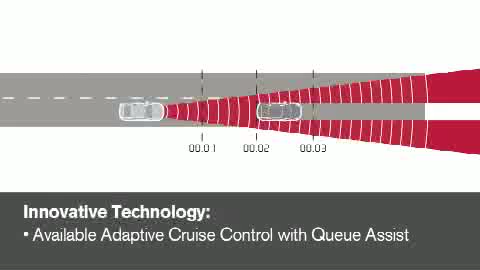 00.01 00.02 00.03
Innovative Technology:
• Available Adaptive Cruise Control with Queue Assist